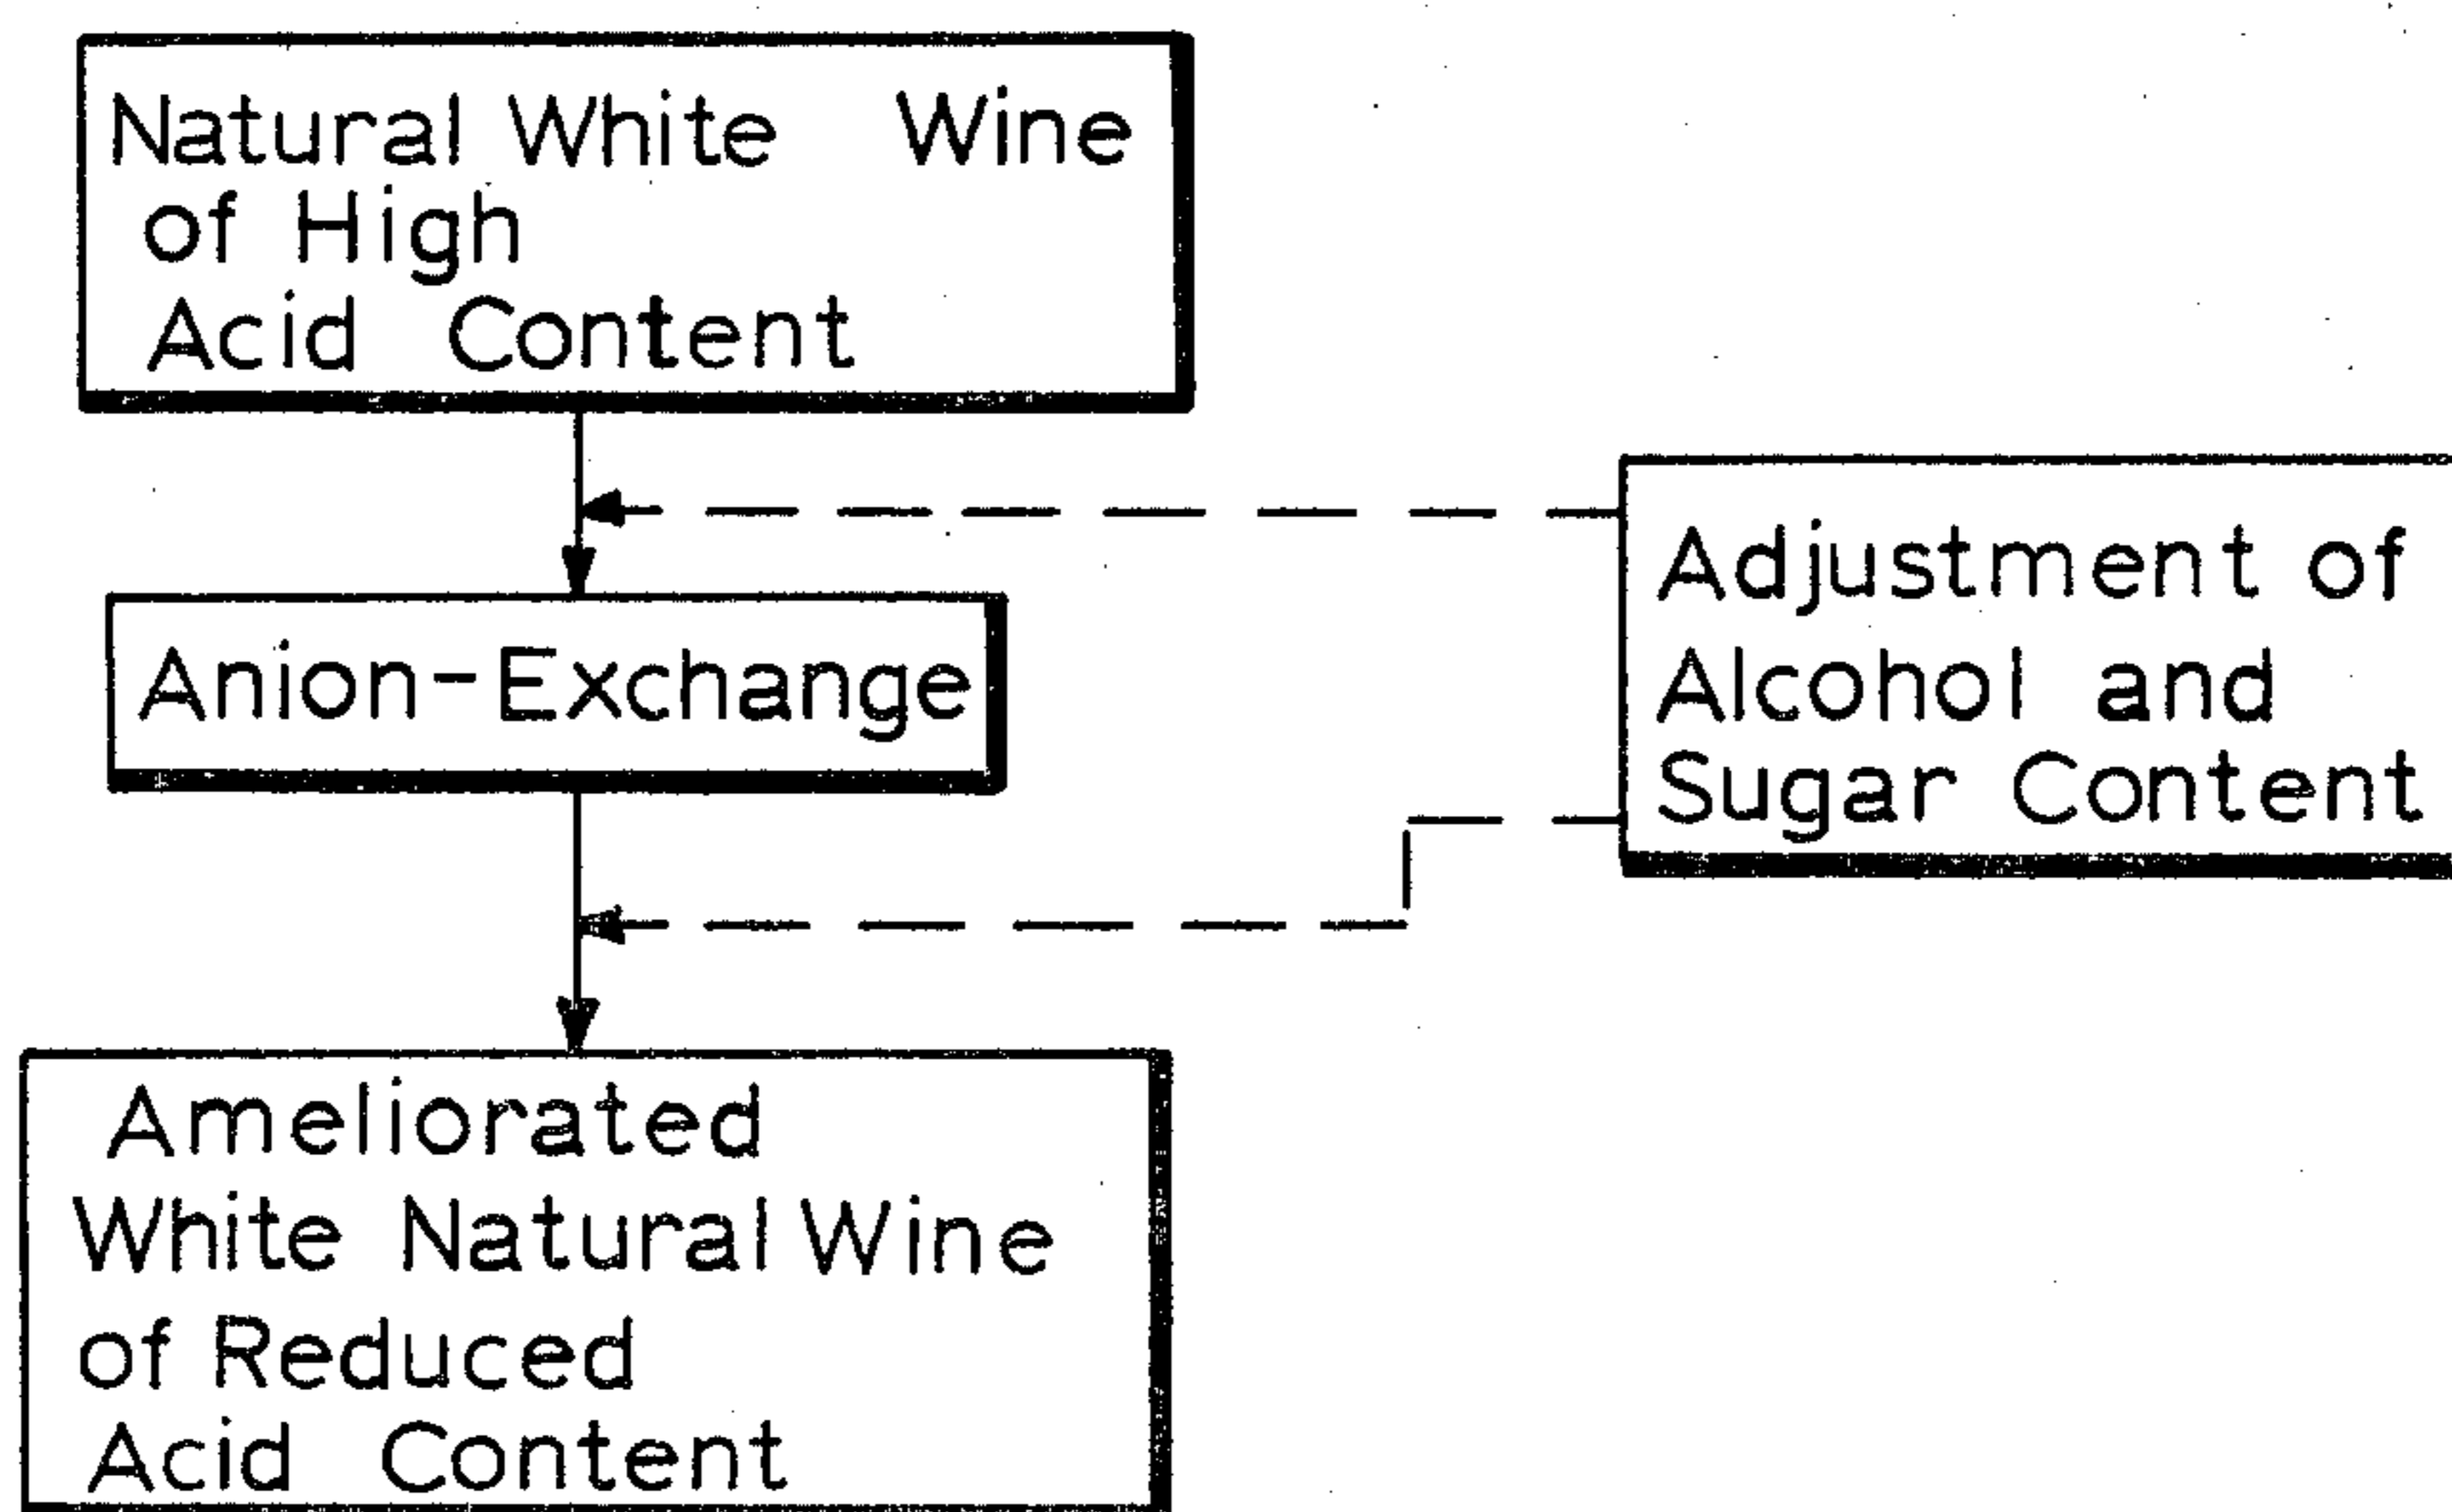 Natural White Wine
of High
Acid Content
Adjustment of
Alcohol and
Sugar Content
Anion-Exchange
Ameliorated
White Natural Wine
of Reduced
Acid Content